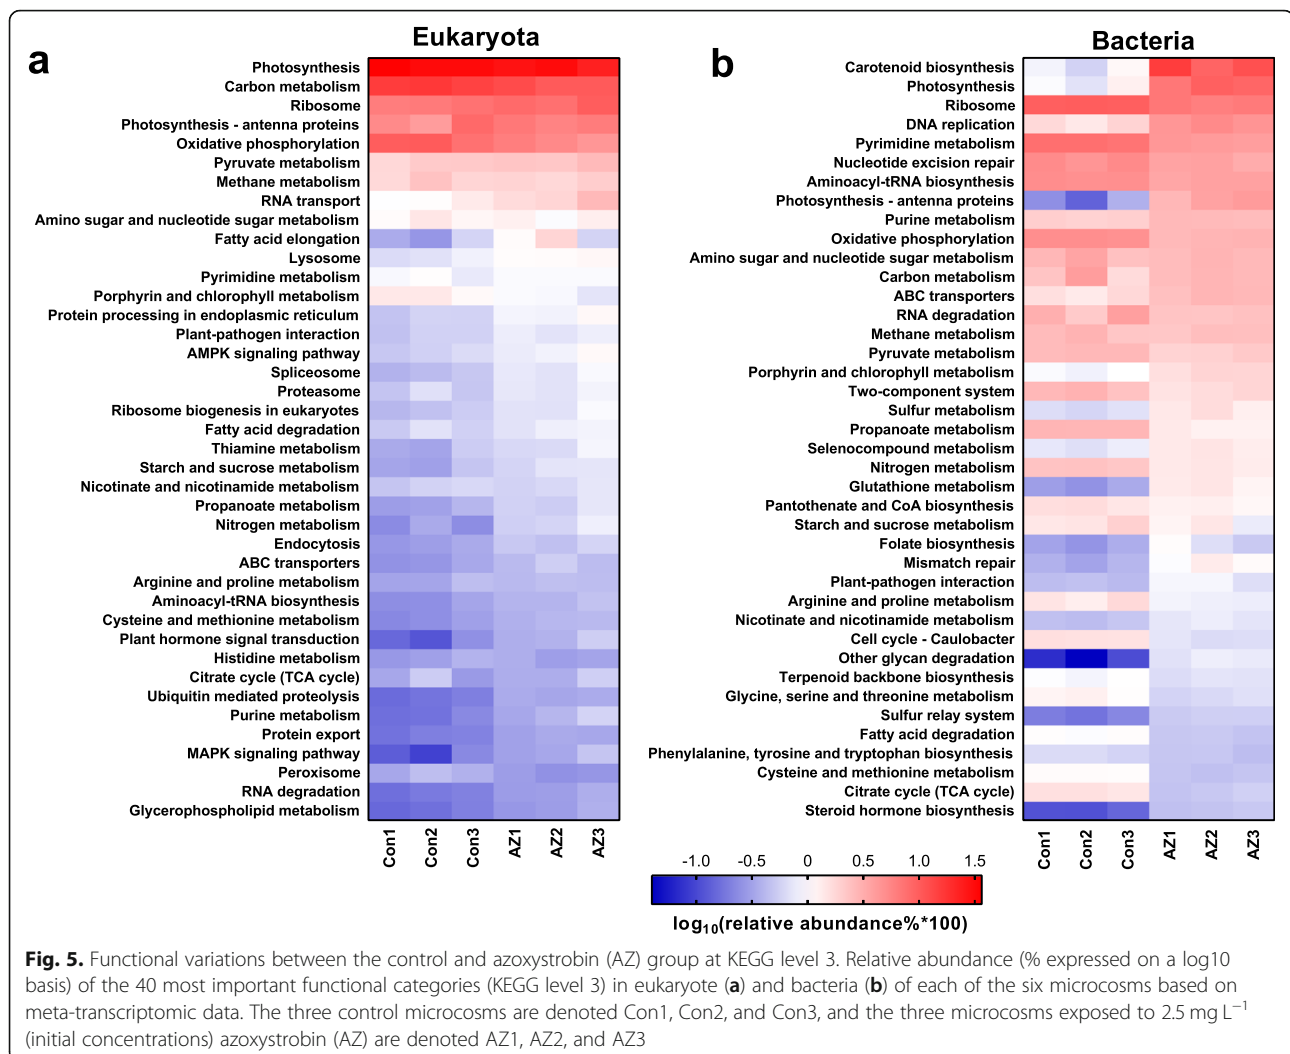 a
Eukaryota
Photosynthesis
Carbon metabolism
Ribosome
Photosynthesis - antenna proteins
Oxidative phosphorylation
Pyruvate metabolism
Methane metabolism
RNA transport
Amino sugar and nucleotide sugar metabolism
Fatty acid elongation
Lysosome
Pyrimidine metabolism
Porphyrin and chlorophyll metabolism
Protein processing in endoplasmic reticulum
Plant-pathogen interaction
AMPK signaling pathway
Spliceosome
Proteasome
Ribosome biogenesis in eukaryotes
Fatty acid degradation
Thiamine metabolism
Starch and sucrose metabolism
Nicotinate and nicotinamide metabolism
Propanoate metabolism
Nitrogen metabolism
Endocytosis
ABC transporters
Arginine and proline metabolism
Aminoacyl-tRNA biosynthesis
Cysteine and methionine metabolism
Plant hormone signal transduction
Histidine metabolism
Citrate cycle (TCA cycle)
Ubiquitin mediated proteolysis
Purine metabolism
Protein export
MAPK signaling pathway
Peroxisome
RNA degradation
Glycerophospholipid metabolism
Con1 Con2 Con3 AZ1 AZ2 AZ3
b
Bacteria
Carotenoid biosynthesis
Photosynthesis
Ribosome
DNA replication
Pyrimidine metabolism
Nucleotide excision repair
Aminoacyl-tRNA biosynthesis
Photosynthesis - antenna proteins
Purine metabolism
Oxidative phosphorylation
Amino sugar and nucleotide sugar metabolism
Carbon metabolism
ABC transporters
RNA degradation
Methane metabolism
Pyruvate metabolism
Porphyrin and chlorophyll metabolism
Two-component system
Sulfur metabolism
Propanoate metabolism
Selenocompound metabolism
Nitrogen metabolism
Glutathione metabolism
Pantothenate and CoA biosynthesis
Starch and sucrose metabolism
Folate biosynthesis
Mismatch repair
Plant-pathogen interaction
Arginine and proline metabolism
Nicotinate and nicotinamide metabolism
Cell cycle - Caulobacter
Other glycan degradation
Terpenoid backbone biosynthesis
Glycine, serine and threonine metabolism
Sulfur relay system
Fatty acid degradation
Phenylalanine, tyrosine and tryptophan biosynthesis
Cysteine and methionine metabolism
Citrate cycle (TCA cycle)
Steroid hormone biosynthesis
Con1 Con2 Con3 AZ1 AZ2 AZ3
-1.0 -0.5 0 0.5 1.0 1.5
log₁₀(relative abundance%*100)
Fig. 5. Functional variations between the control and azoxystrobin (AZ) group at KEGG level 3. Relative abundance (% expressed on a log10
basis) of the 40 most important functional categories (KEGG level 3) in eukaryote (a) and bacteria (b) of each of the six microcosms based on
meta-transcriptomic data. The three control microcosms are denoted Con1, Con2, and Con3, and the three microcosms exposed to 2.5 mg L⁻¹
(initial concentrations) azoxystrobin (AZ) are denoted AZ1, AZ2, and AZ3